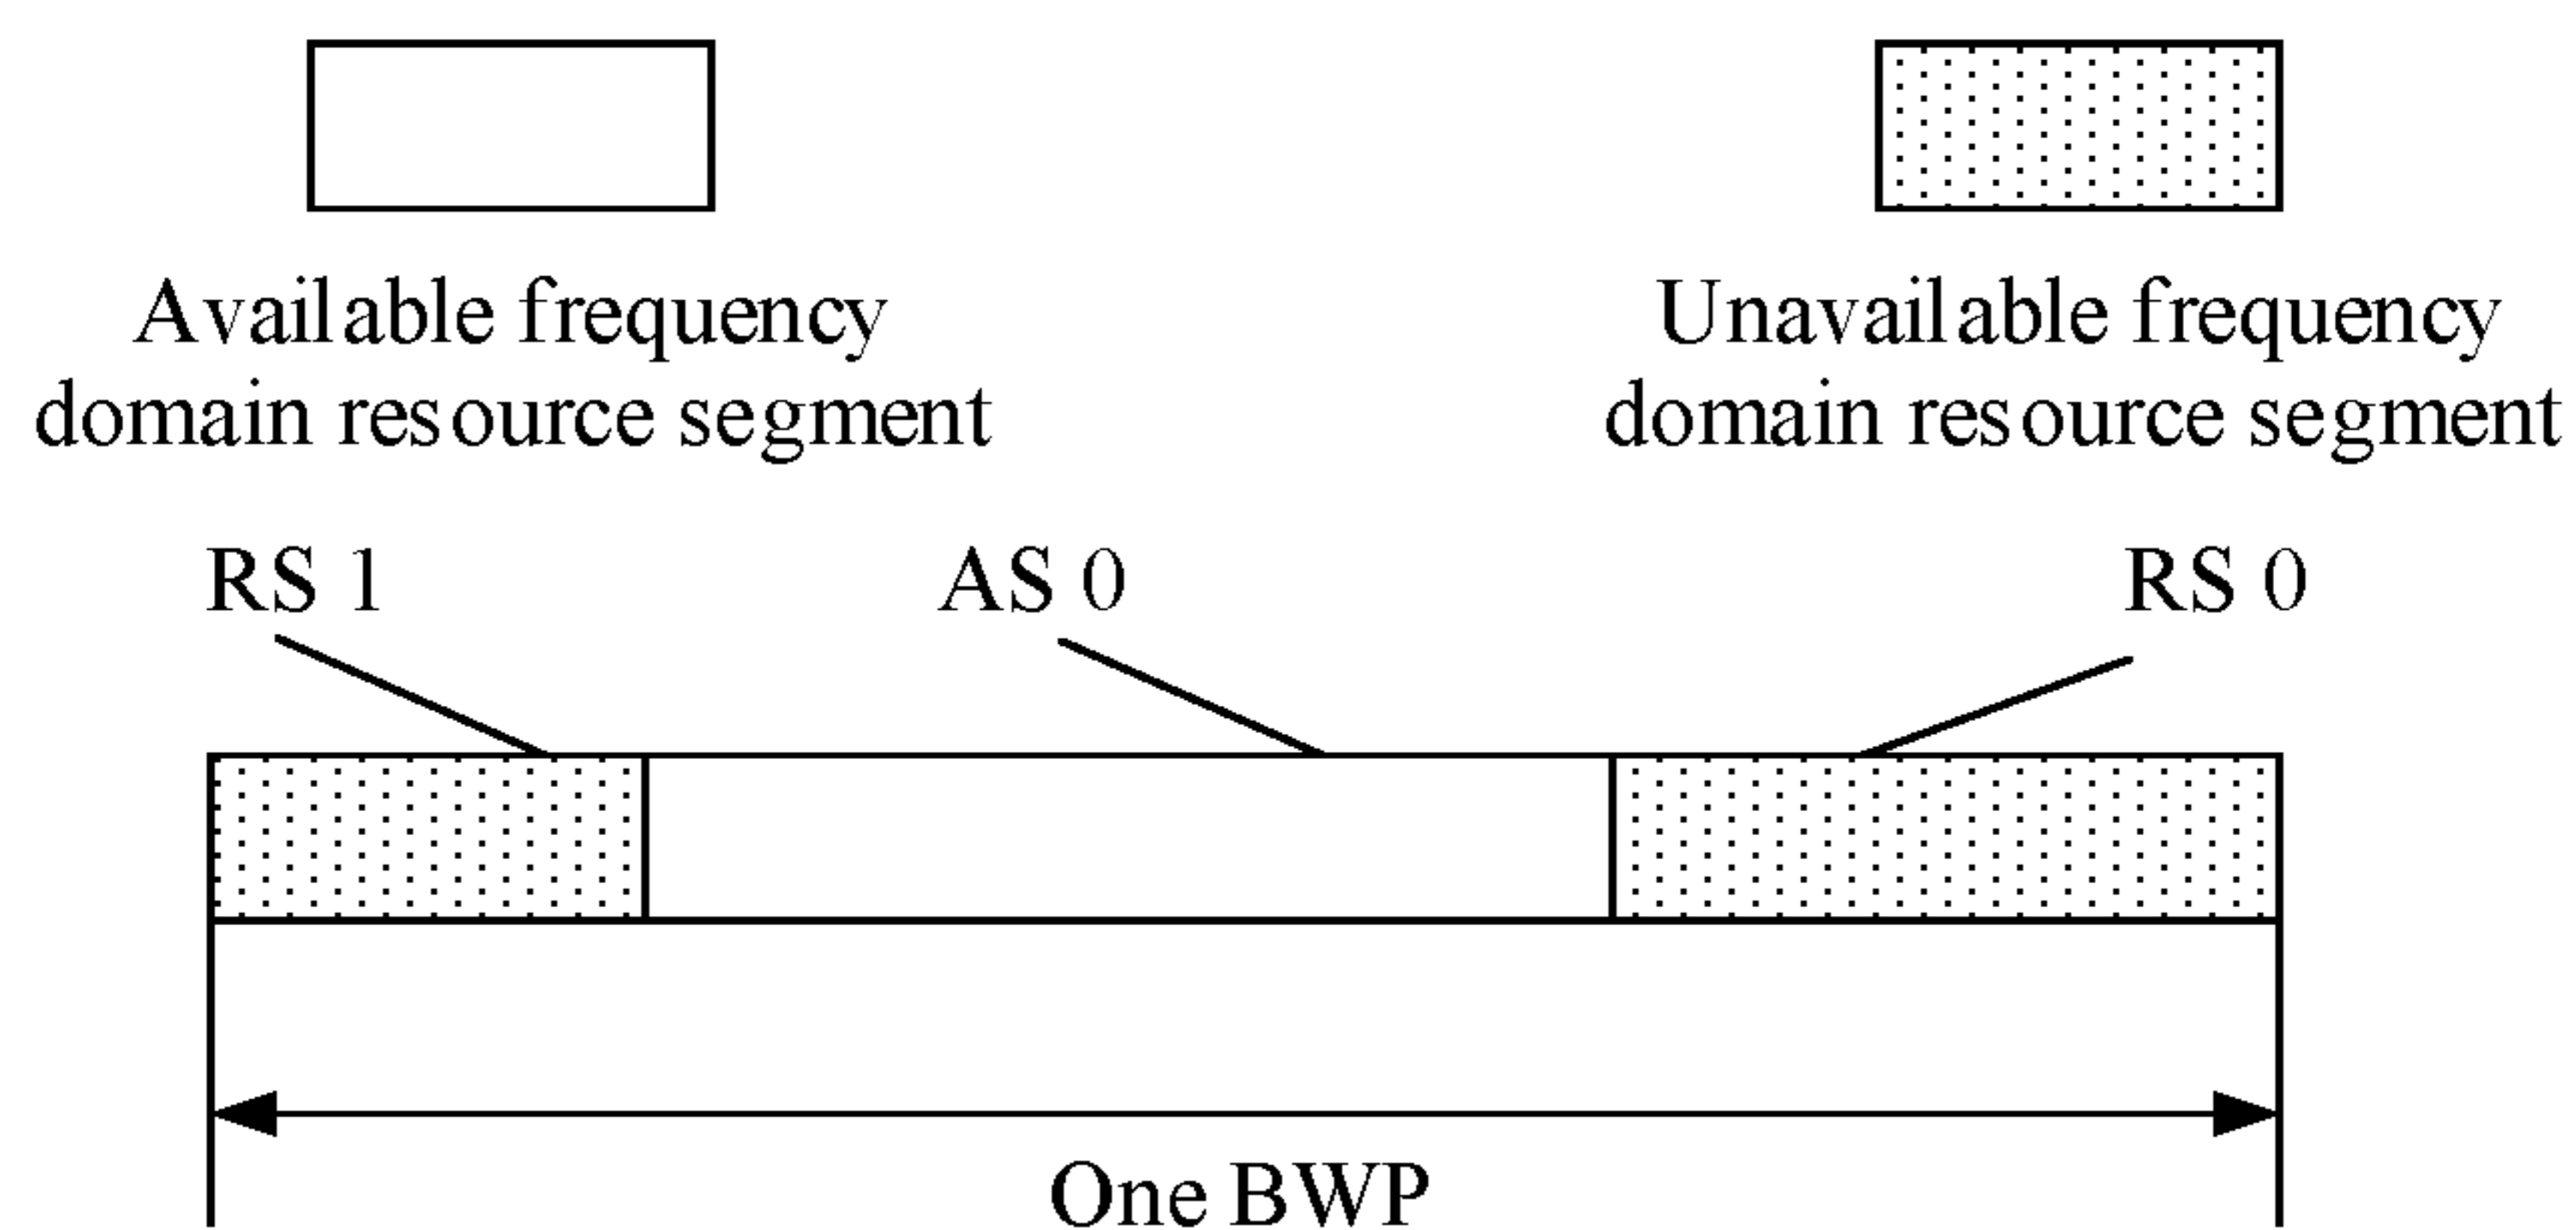 Available frequency
domain resource segment
Unavailable frequency
domain resource segment
RS 1
AS 0
RS 0
One BWP